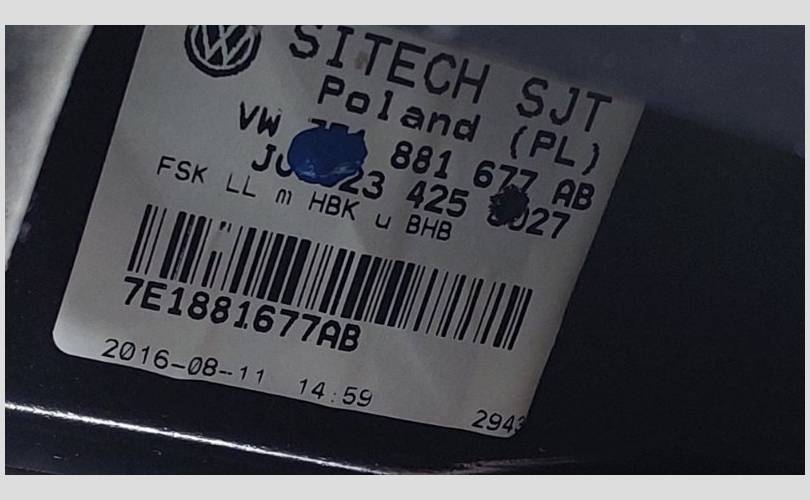 SITECH SJT
Poland (PL)
VW 881 677 AB
425
FSK LL m HBK u BHB
7E1881677AB
2016-08-11 14:59
2943